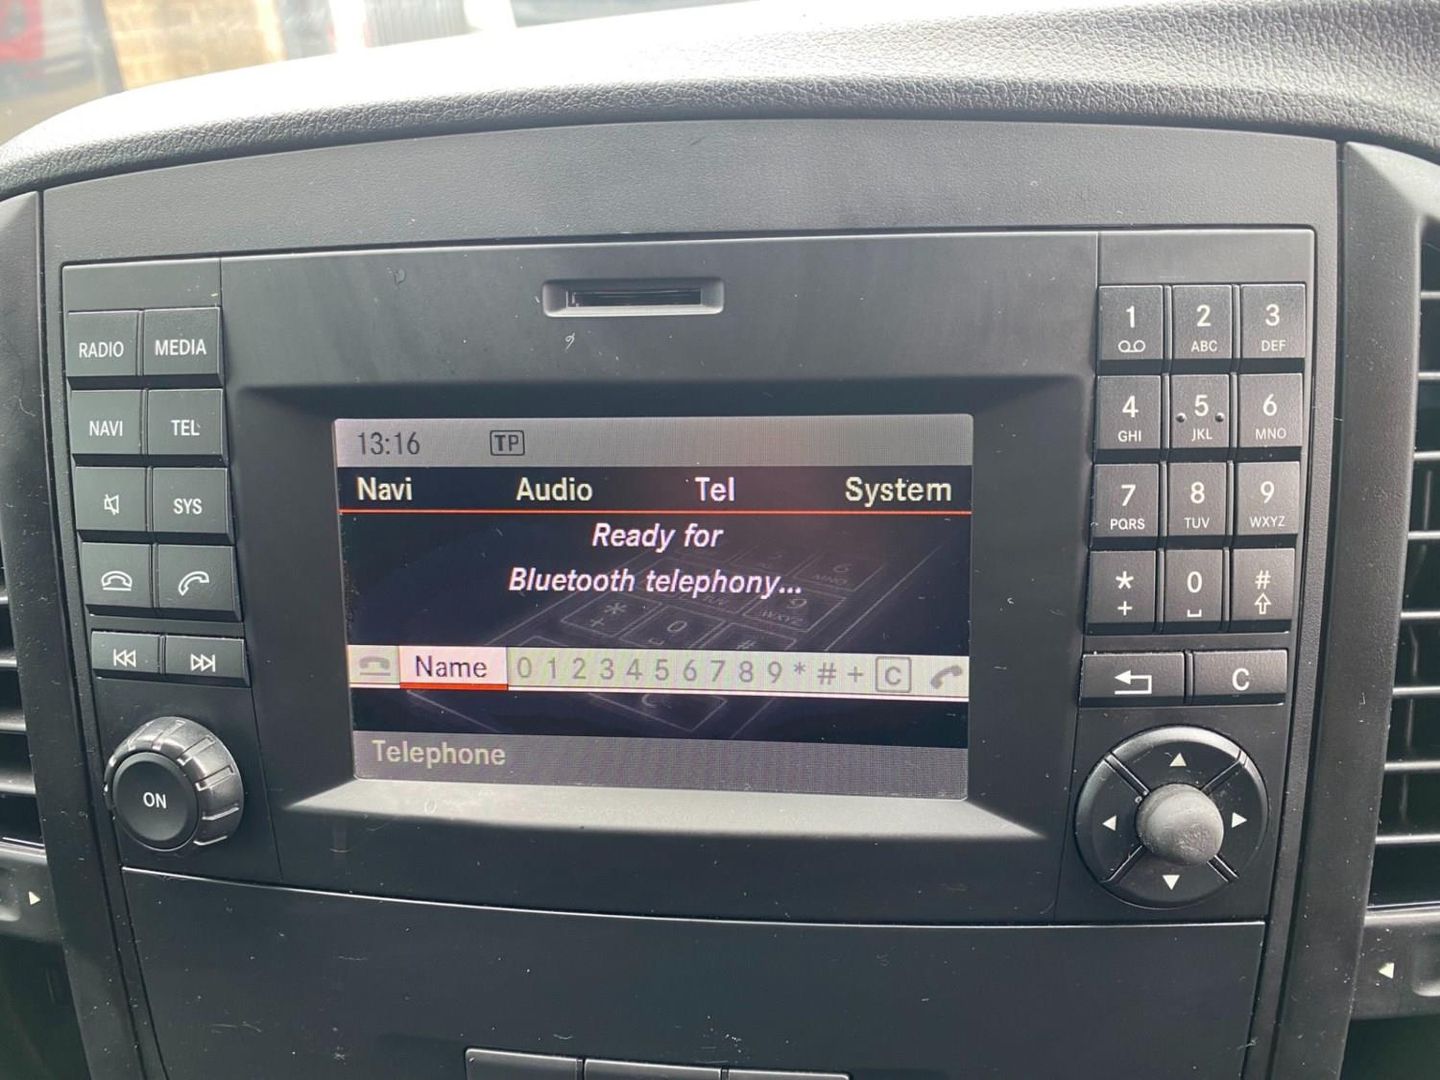 RADIO MEDIA
NAVI TEL
SYS
ON
13:16 TP
Navi Audio Tel System
Ready for
Bluetooth telephony...
Name 0 1 2 3 4 5 6 7 8 9 * # + C
Telephone
1 2 3
ABC DEF
4 5 6
GHI JKL MNO
7 8 9
PQRS TUV WXYZ
* 0 #
+
C